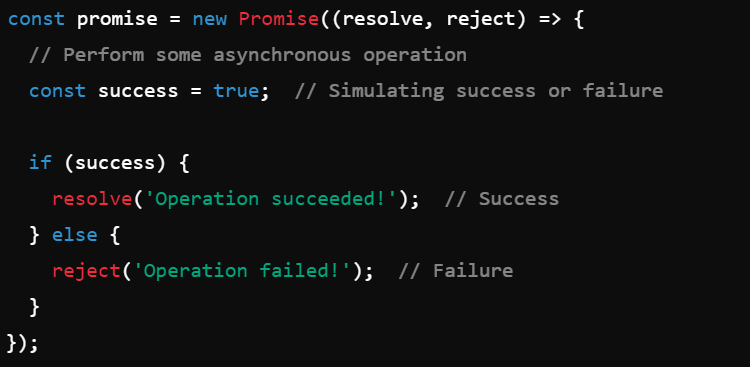 const promise = new Promise((resolve, reject) => {
  // Perform some asynchronous operation
  const success = true;  // Simulating success or failure

  if (success) {
    resolve('Operation succeeded!');  // Success
  } else {
    reject('Operation failed!');  // Failure
  }
});